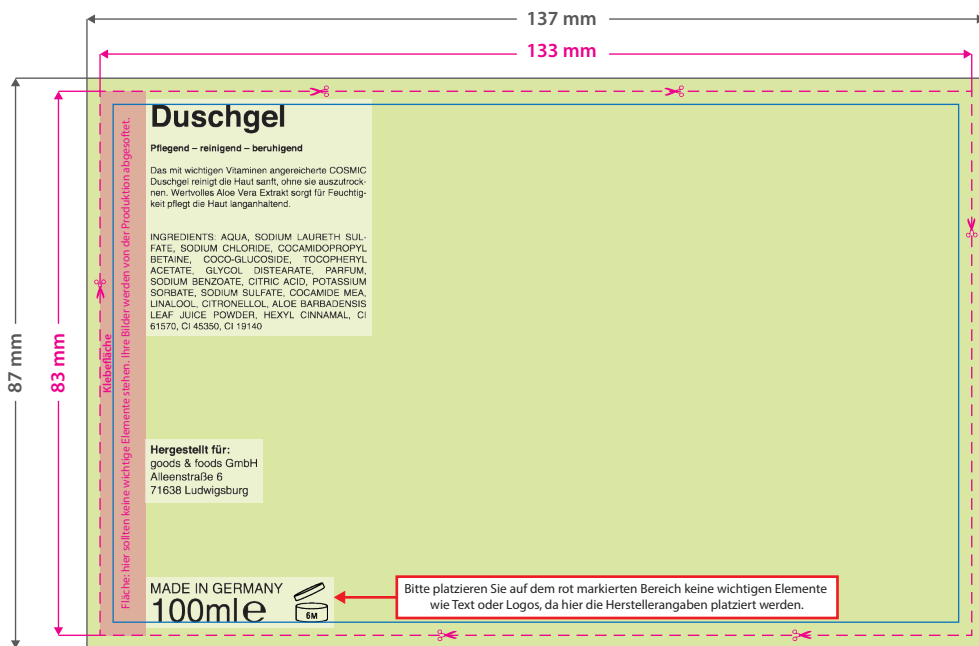 137 mm
133 mm
87 mm
83 mm
Klebefläche
Fläche: hier sollten keine wichtige Elemente stehen. Ihre Bilder werden von der Produktion abgesoftet.
Duschgel
Pflegend – reinigend – beruhigend
Das mit wichtigen Vitaminen angereicherte COSMIC
Duschgel reinigt die Haut sanft, ohne sie auszutrock-
nen. Wertvolles Aloe Vera Extrakt sorgt für Feuchtig-
keit pflegt die Haut langanhaltend.
INGREDIENTS: AQUA, SODIUM LAURETH SUL-
FATE, SODIUM CHLORIDE, COCAMIDOPROPYL
BETAINE, COCO-GLUCOSIDE, TOCOPHERYL
ACETATE, GLYCOL DISTEARATE, PARFUM,
SODIUM BENZOATE, CITRIC ACID, POTASSIUM
SORBATE, SODIUM SULFATE, COCAMIDE MEA,
LINALOOL, CITRONELLOL, ALOE BARBADENSIS
LEAF JUICE POWDER, HEXYL CINNAMAL, CI
61570, CI 45350, CI 19140
Hergestellt für:
goods & foods GmbH
Alleenstraße 6
71638 Ludwigsburg
MADE IN GERMANY
100ml ℮
6M
Bitte platzieren Sie auf dem rot markierten Bereich keine wichtigen Elemente
wie Text oder Logos, da hier die Herstellerangaben platziert werden.